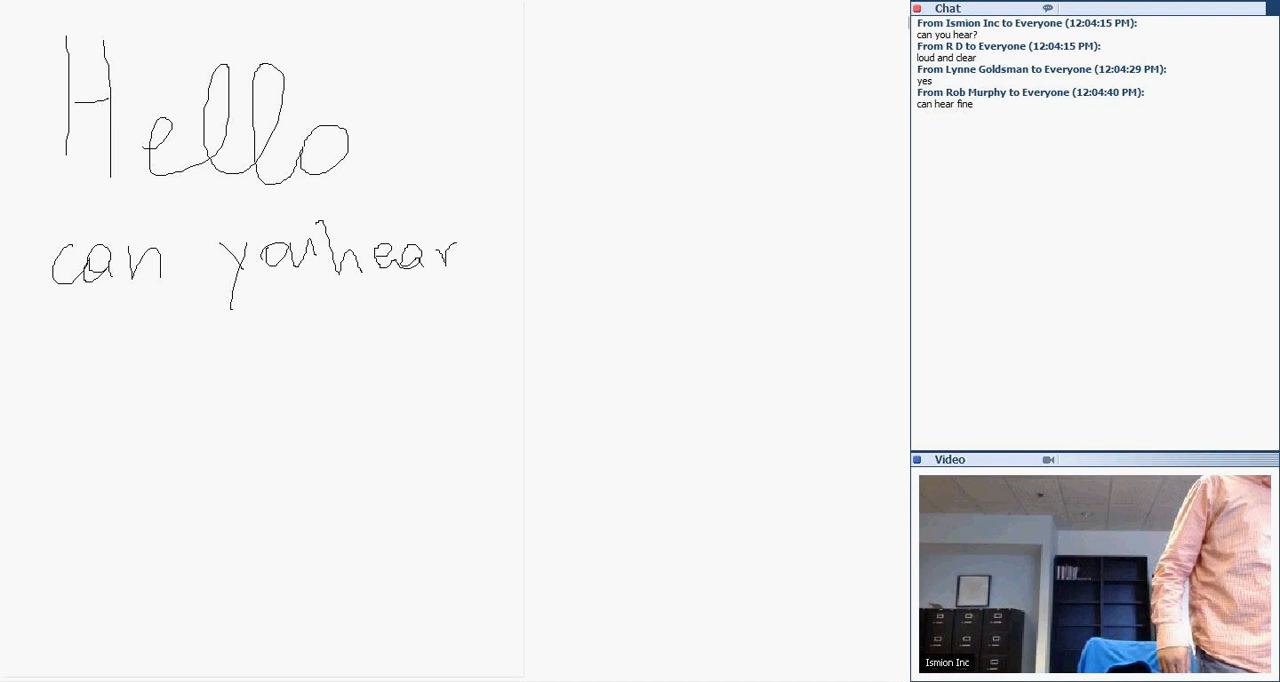 Hello
can you hear
Chat
From Ismion Inc to Everyone (12:04:15 PM):
can you hear?
From R D to Everyone (12:04:15 PM):
loud and clear
From Lynne Goldsman to Everyone (12:04:29 PM):
yes
From Rob Murphy to Everyone (12:04:40 PM):
can hear fine
Video
Ismion Inc